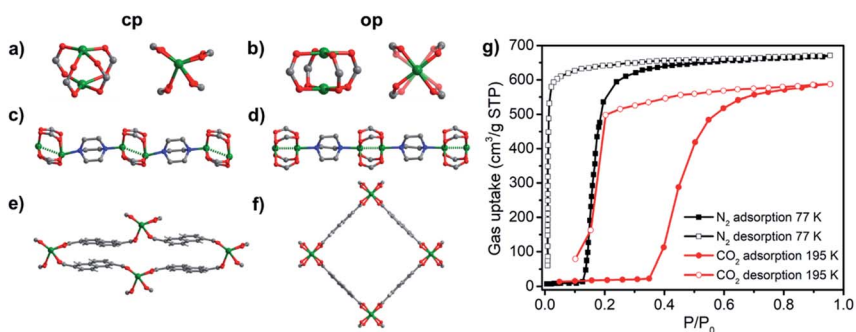 cp
op
a)
b)
c)
d)
e)
f)
g)
Gas uptake (cm³/g STP)
700
600
500
400
300
200
100
0
N₂ adsorption 77 K
N₂ desorption 77 K
CO₂ adsorption 195 K
CO₂ desorption 195 K
0.0 0.2 0.4 0.6 0.8 1.0
P/P₀